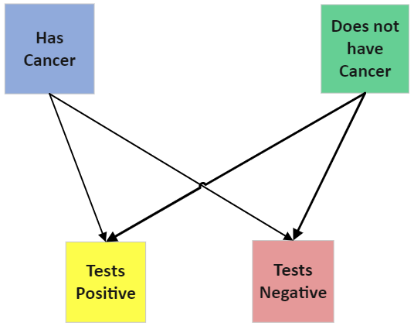 Has
Cancer
Does not
have
Cancer
Tests
Positive
Tests
Negative